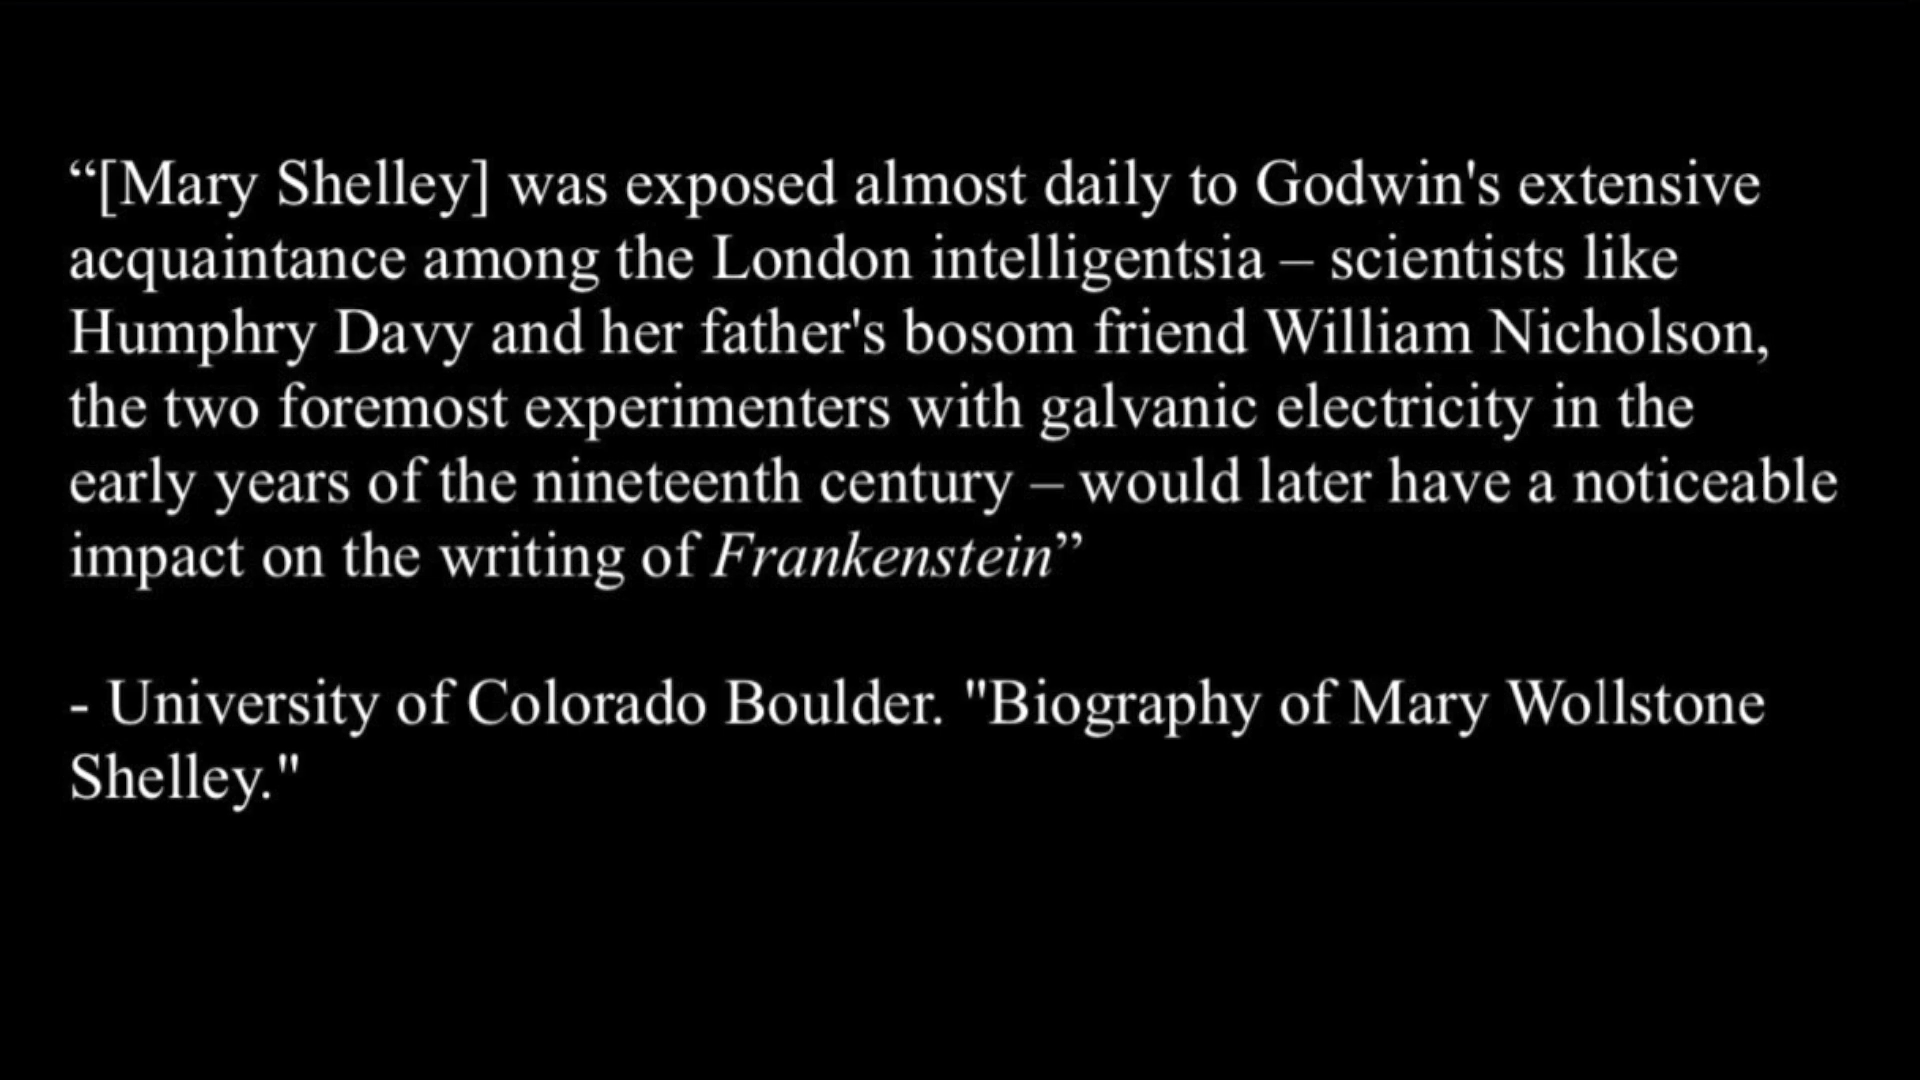 “[Mary Shelley] was exposed almost daily to Godwin's extensive
acquaintance among the London intelligentsia – scientists like
Humphry Davy and her father's bosom friend William Nicholson,
the two foremost experimenters with galvanic electricity in the
early years of the nineteenth century – would later have a noticeable
impact on the writing of Frankenstein”
- University of Colorado Boulder. "Biography of Mary Wollstone
Shelley."